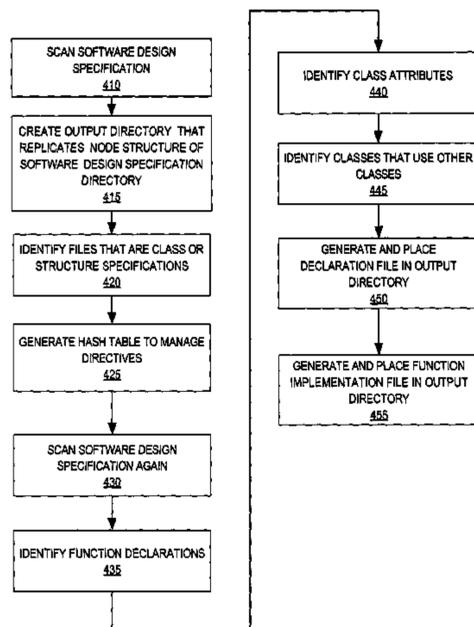 SCAN SOFTWARE DESIGN
SPECIFICATION
410
CREATE OUTPUT DIRECTORY THAT
REPLICATES NODE STRUCTURE OF
SOFTWARE DESIGN SPECIFICATION
DIRECTORY
415
IDENTIFY FILES THAT ARE CLASS OR
STRUCTURE SPECIFICATIONS
420
GENERATE HASH TABLE TO MANAGE
DIRECTIVES
425
SCAN SOFTWARE DESIGN
SPECIFICATION AGAIN
430
IDENTIFY FUNCTION DECLARATIONS
435
IDENTIFY CLASS ATTRIBUTES
440
IDENTIFY CLASSES THAT USE OTHER
CLASSES
445
GENERATE AND PLACE
DECLARATION FILE IN OUTPUT
DIRECTORY
450
GENERATE AND PLACE FUNCTION
IMPLEMENTATION FILE IN OUTPUT
DIRECTORY
455